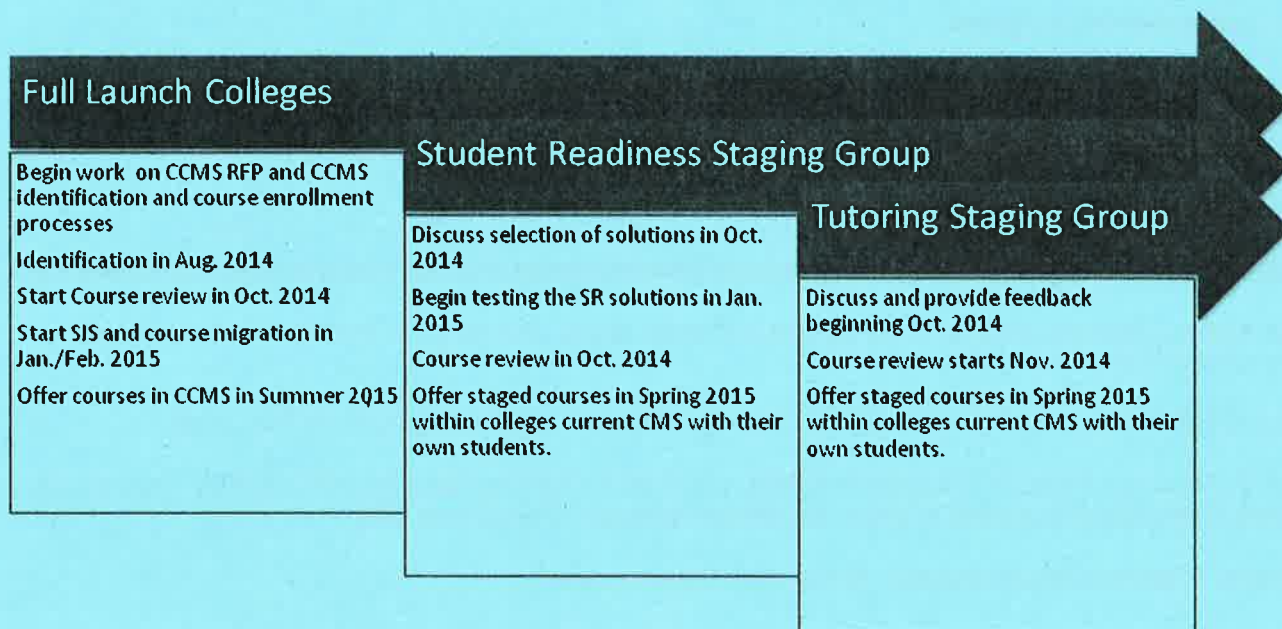 Full Launch Colleges
Begin work on CCMS RFP and CCMS
identification and course enrollment
processes
Identification in Aug. 2014
Start Course review in Oct. 2014
Start SIS and course migration in
Jan./Feb. 2015
Offer courses in CCMS in Summer 2015
Student Readiness Staging Group
Discuss selection of solutions in Oct.
2014
Begin testing the SR solutions in Jan.
2015
Course review in Oct. 2014
Offer staged courses in Spring 2015
within colleges current CMS with their
own students.
Tutoring Staging Group
Discuss and provide feedback
beginning Oct. 2014
Course review starts Nov. 2014
Offer staged courses in Spring 2015
within colleges current CMS with their
own students.